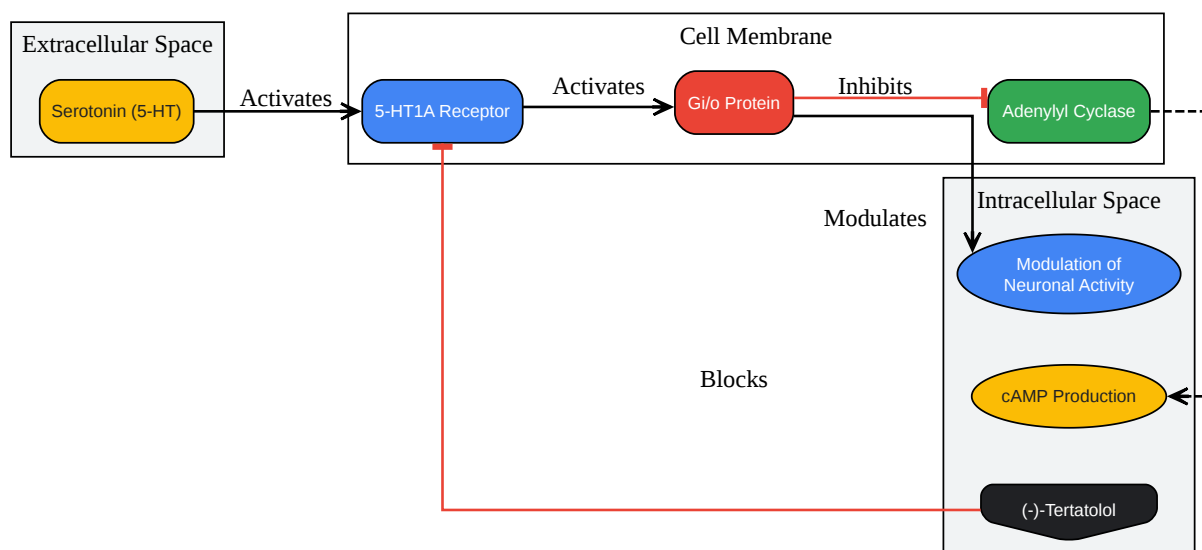 Extracellular Space
Cell Membrane
Serotonin (5-HT)
Activates
5-HT1A Receptor
Activates
Gi/o Protein
Inhibits
Adenylyl Cyclase
Modulates
Intracellular Space
Modulation of
Neuronal Activity
Blocks
cAMP Production
(-)-Tertatolol